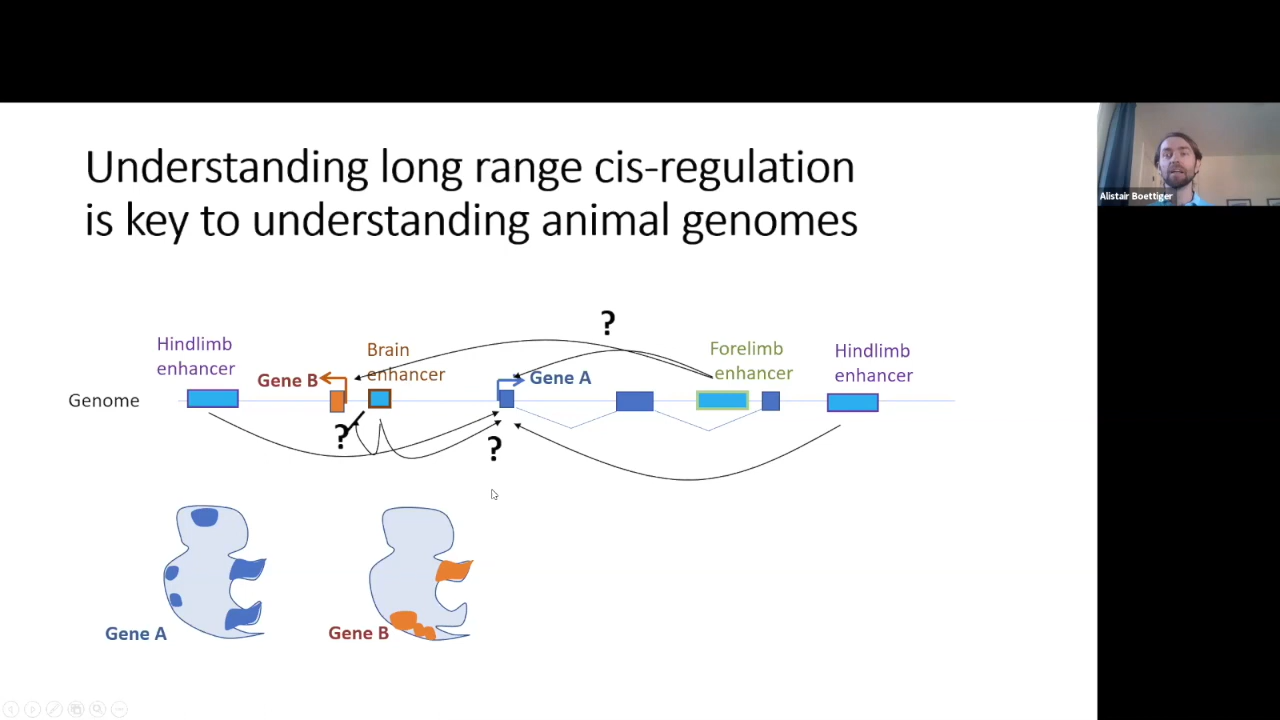 Understanding long range cis-regulation
is key to understanding animal genomes
Alistair Boettiger
?
Hindlimb
enhancer
Gene B
Brain
enhancer
Gene A
Forelimb
enhancer
Hindlimb
enhancer
Genome
?
?
Gene A
Gene B